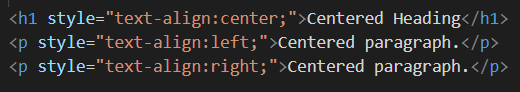 <h1 style="text-align:center;">Centered Heading</h1>
<p style="text-align:left;">Centered paragraph.</p>
<p style="text-align:right;">Centered paragraph.</p>